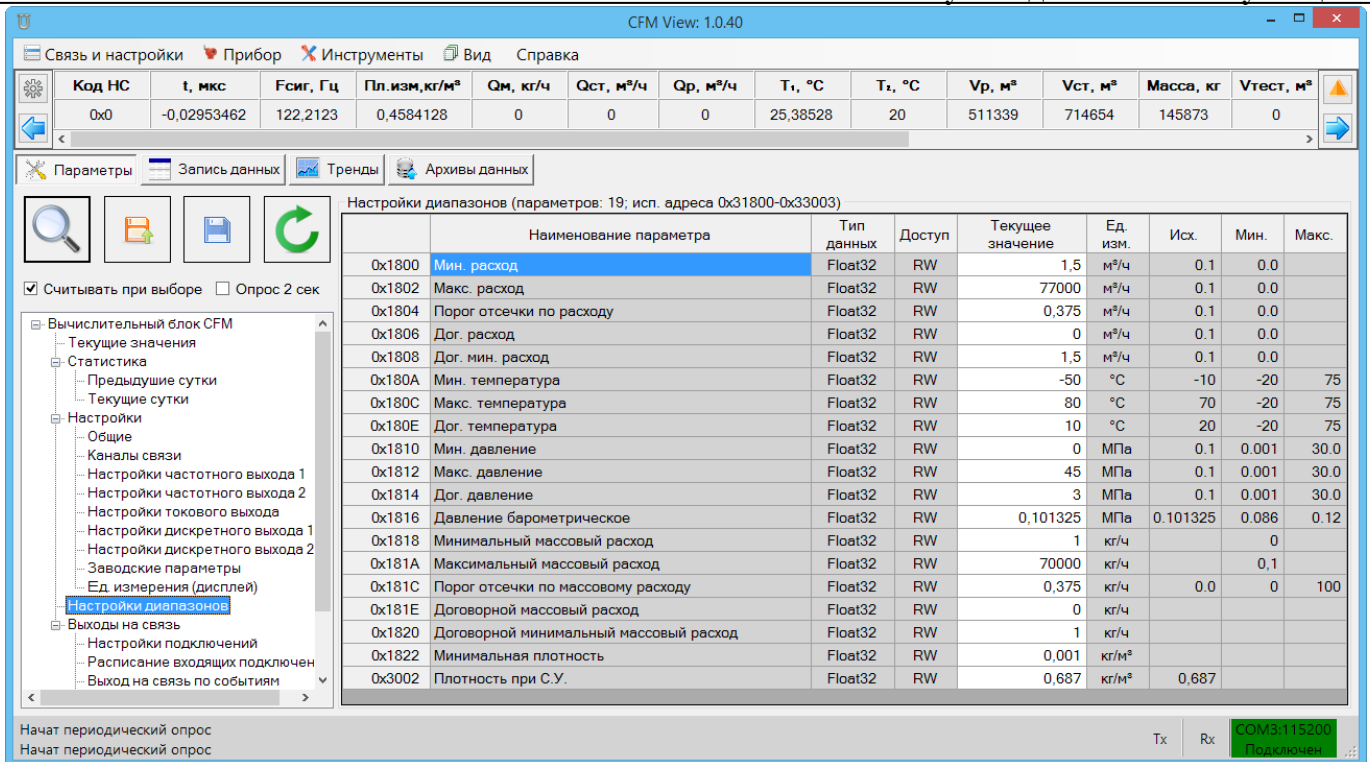 CFM View: 1.0.40
Связь и настройки Прибор Инструменты Вид Справка
Код НС t, мкс Fсиг, Гц Пл.изм,кг/м³ Qм, кг/ч Qст, м³/ч Qр, м³/ч T₁, °C T₂, °C Vр, м³ Vст, м³ Масса, кг Vтест, м³
0x0 -0,02953462 122,2123 0,4584128 0 0 0 25,38528 20 511339 714654 145873 0
Параметры Запись данных Тренды Архивы данных
Считывать при выборе Опрос 2 сек
Вычислительный блок CFM
Текущие значения
Статистика
Предыдушие сутки
Текущие сутки
Настройки
Общие
Каналы связи
Настройки частотного выхода 1
Настройки частотного выхода 2
Настройки токового выхода
Настройки дискретного выхода 1
Настройки дискретного выхода 2
Заводские параметры
Ед. измерения (дисплей)
Настройки диапазонов
Выходы на связь
Настройки подключений
Расписание входящих подключен
Выход на связь по событиям
Настройки диапазонов (параметров: 19; исп. адреса 0x31800-0x33003)
Наименование параметра Тип данных Доступ Текущее значение Ед. изм. Исх. Мин. Макс.
0x1800 Мин. расход Float32 RW 1,5 м³/ч 0.1 0.0
0x1802 Макс. расход Float32 RW 77000 м³/ч 0.1 0.0
0x1804 Порог отсечки по расходу Float32 RW 0,375 м³/ч 0.1 0.0
0x1806 Дог. расход Float32 RW 0 м³/ч 0.1 0.0
0x1808 Дог. мин. расход Float32 RW 1,5 м³/ч 0.1 0.0
0x180A Мин. температура Float32 RW -50 °C -10 -20 75
0x180C Макс. температура Float32 RW 80 °C 70 -20 75
0x180E Дог. температура Float32 RW 10 °C 20 -20 75
0x1810 Мин. давление Float32 RW 0 МПа 0.1 0.001 30.0
0x1812 Макс. давление Float32 RW 45 МПа 0.1 0.001 30.0
0x1814 Дог. давление Float32 RW 3 МПа 0.1 0.001 30.0
0x1816 Давление барометрическое Float32 RW 0,101325 МПа 0.101325 0.086 0.12
0x1818 Минимальный массовый расход Float32 RW 1 кг/ч 0
0x181A Максимальный массовый расход Float32 RW 70000 кг/ч 0,1
0x181C Порог отсечки по массовому расходу Float32 RW 0,375 кг/ч 0.0 0 100
0x181E Договорной массовый расход Float32 RW 0 кг/ч
0x1820 Договорной минимальный массовый расход Float32 RW 1 кг/ч
0x1822 Минимальная плотность Float32 RW 0,001 кг/м³
0x3002 Плотность при С.У. Float32 RW 0,687 кг/м³ 0,687
Начат периодический опрос
Начат периодический опрос
Tx Rx
COM3:115200
Подключен